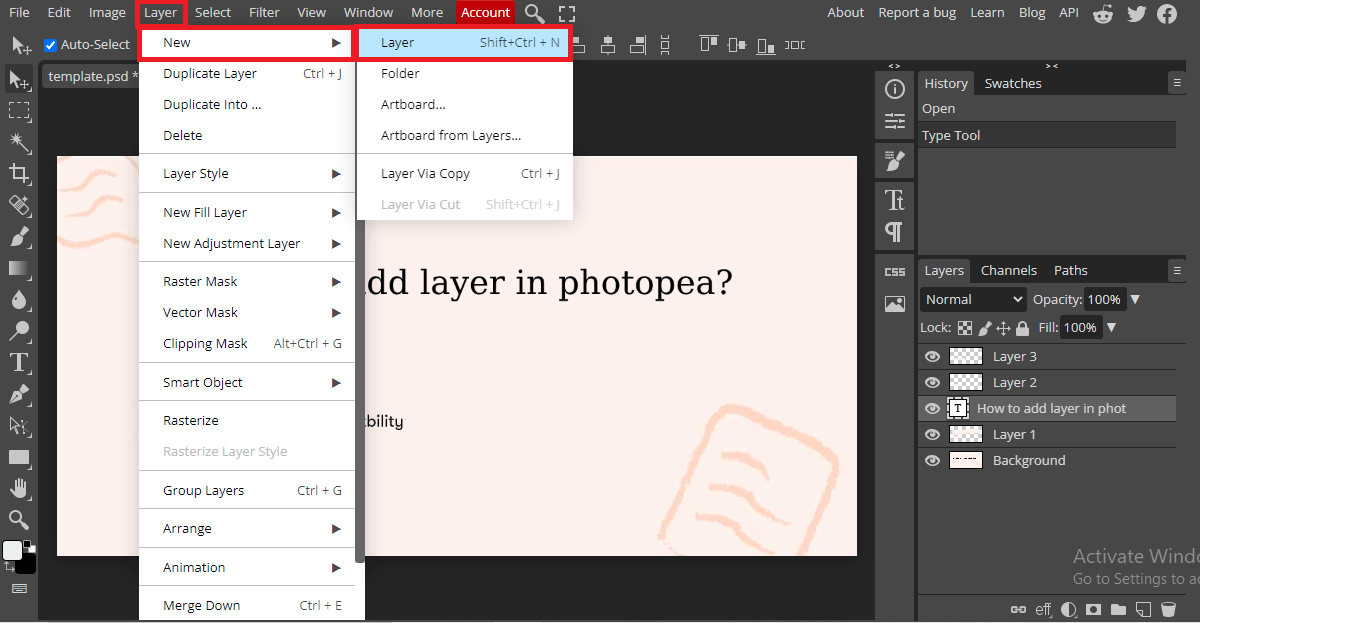 File Edit Image Layer Select Filter View Window More Account About Report a bug Learn Blog API
Auto-Select
template.psd *
New
Duplicate Layer Ctrl + J
Duplicate Into ...
Delete
Layer Style
New Fill Layer
New Adjustment Layer
Raster Mask
Vector Mask
Clipping Mask Alt+Ctrl + G
Smart Object
Rasterize
Rasterize Layer Style
Group Layers Ctrl + G
Arrange
Animation
Merge Down Ctrl + E
Layer Shift+Ctrl + N
Folder
Artboard...
Artboard from Layers...
Layer Via Copy Ctrl + J
Layer Via Cut Shift+Ctrl + J
add layer in photopea?
History Swatches
Open
Type Tool
CSS
Layers Channels Paths
Normal Opacity: 100%
Lock: Fill: 100%
Layer 3
Layer 2
T How to add layer in phot
Layer 1
Background
Activate Windo
Go to Settings to a
eff